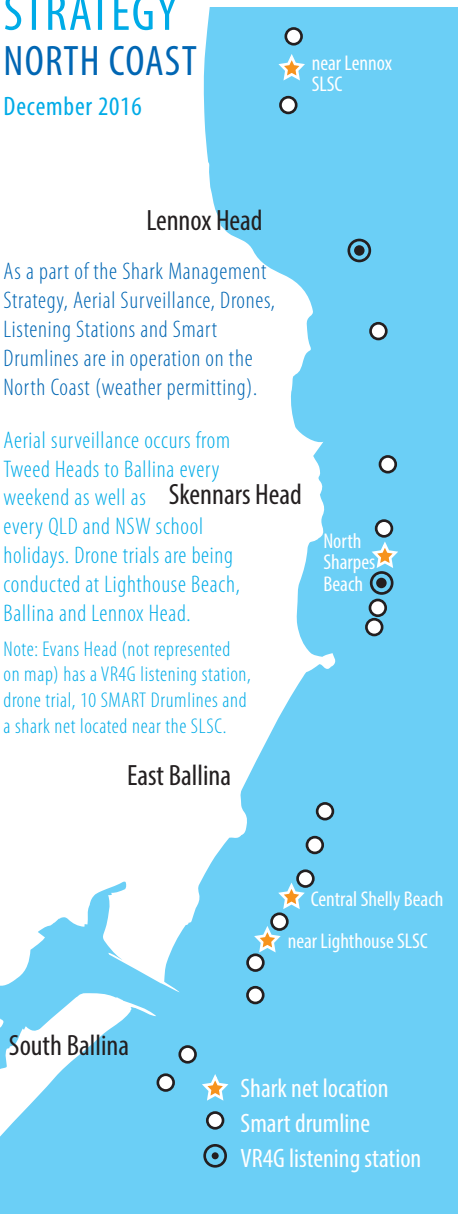 STRATEGY
NORTH COAST
December 2016
near Lennox
SLSC
Lennox Head
As a part of the Shark Management
Strategy, Aerial Surveillance, Drones,
Listening Stations and Smart
Drumlines are in operation on the
North Coast (weather permitting).
Aerial surveillance occurs from
Tweed Heads to Ballina every
weekend as well as
every QLD and NSW school
holidays. Drone trials are being
conducted at Lighthouse Beach,
Ballina and Lennox Head.
Skennars Head
North
Sharpes
Beach
Note: Evans Head (not represented
on map) has a VR4G listening station,
drone trial, 10 SMART Drumlines and
a shark net located near the SLSC.
East Ballina
Central Shelly Beach
near Lighthouse SLSC
South Ballina
Shark net location
Smart drumline
VR4G listening station